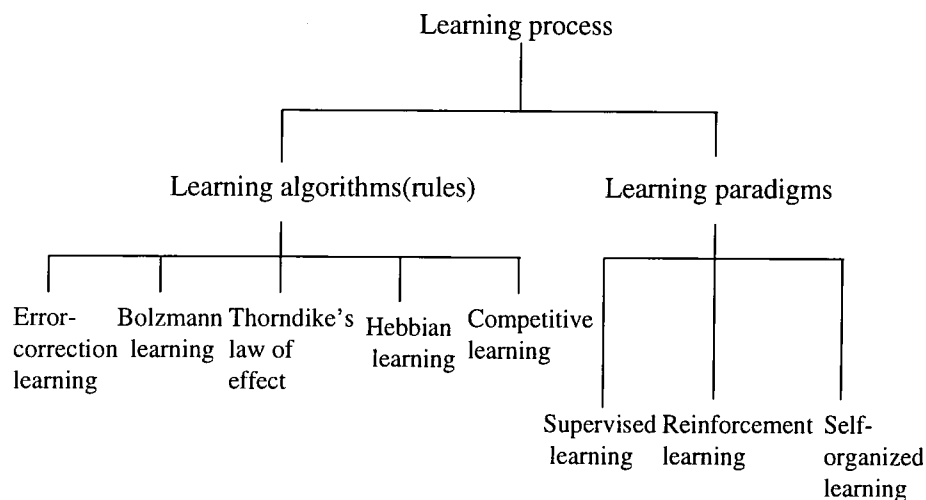 Learning process
Learning algorithms(rules)
Learning paradigms
Error-
correction
learning
Bolzmann
learning
Thorndike's
law of
effect
Hebbian
learning
Competitive
learning
Supervised
learning
Reinforcement
learning
Self-
organized
learning